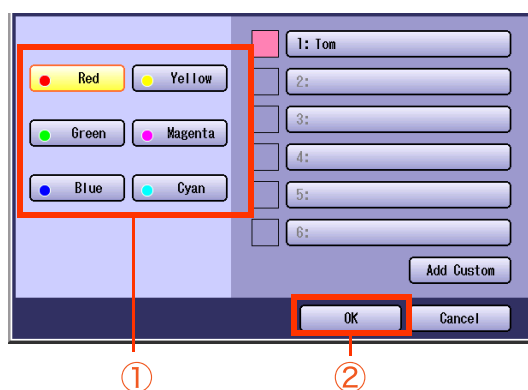 1: Tom
Red
Yellow
2:
3:
Green
Magenta
4:
Blue
Cyan
5:
6:
Add Custom
OK
Cancel
①
②